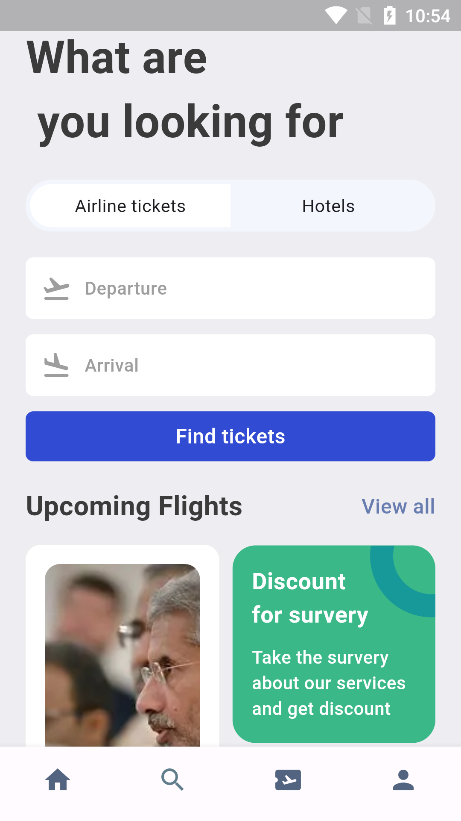 10:54
What are
you looking for
Airline tickets
Hotels
Departure
Arrival
Find tickets
Upcoming Flights
View all
Discount
for survery
Take the survery
about our services
and get discount